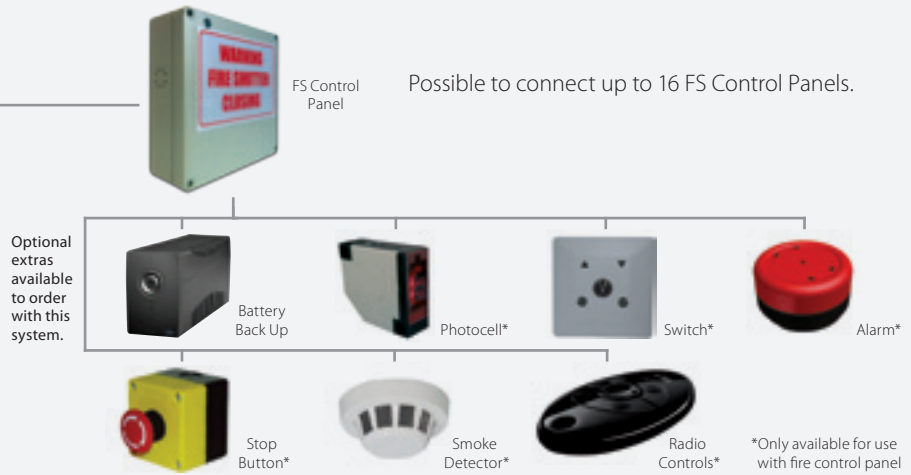 WARNING
FIRE SHUTTER
CLOSING
FS Control
Panel
Possible to connect up to 16 FS Control Panels.
Optional
extras
available
to order
with this
system.
Battery
Back Up
Photocell*
Switch*
Alarm*
Stop
Button*
Smoke
Detector*
Radio
Controls*
*Only available for use
with fire control panel